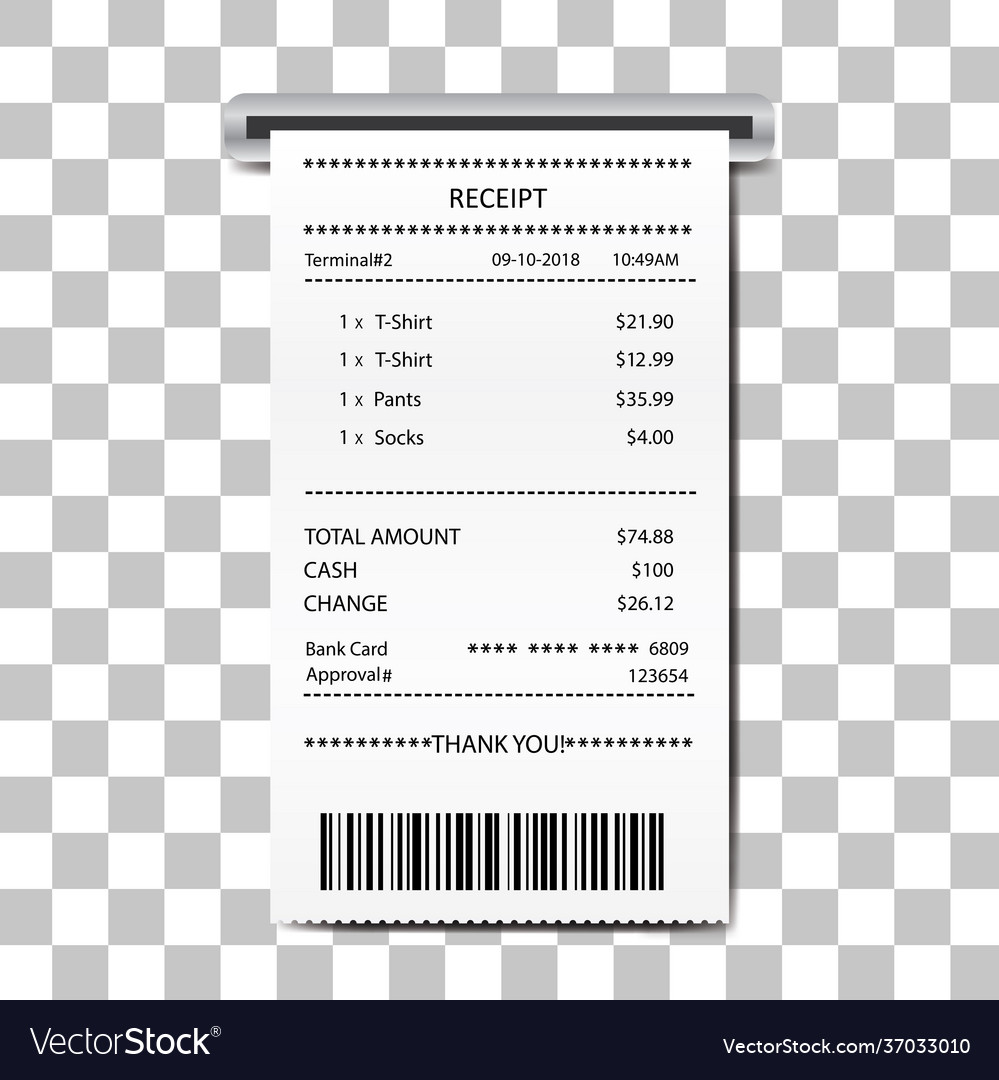 ******************************
RECEIPT
******************************
Terminal#2 09-10-2018 10:49AM
1 x T-Shirt $21.90
1 x T-Shirt $12.99
1 x Pants $35.99
1 x Socks $4.00
TOTAL AMOUNT $74.88
CASH $100
CHANGE $26.12
Bank Card **** **** **** 6809
Approval# 123654
**********THANK YOU!**********
VectorStock® VectorStock.com/37033010